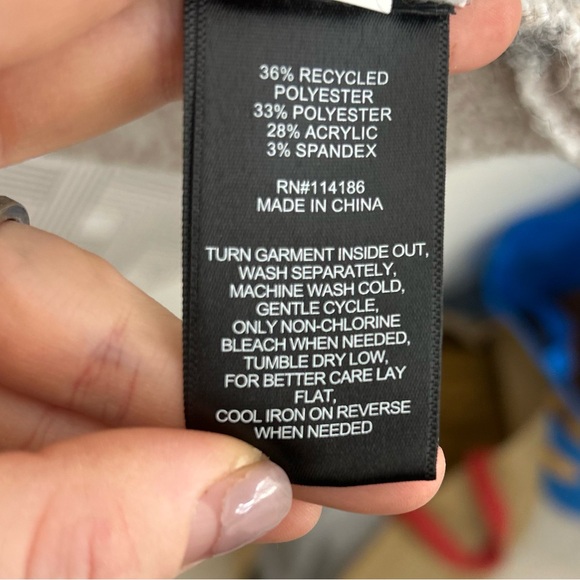 36% RECYCLED
POLYESTER
33% POLYESTER
28% ACRYLIC
3% SPANDEX
RN#114186
MADE IN CHINA
TURN GARMENT INSIDE OUT,
WASH SEPARATELY,
MACHINE WASH COLD,
GENTLE CYCLE,
ONLY NON-CHLORINE
BLEACH WHEN NEEDED,
TUMBLE DRY LOW,
FOR BETTER CARE LAY
FLAT,
COOL IRON ON REVERSE
WHEN NEEDED